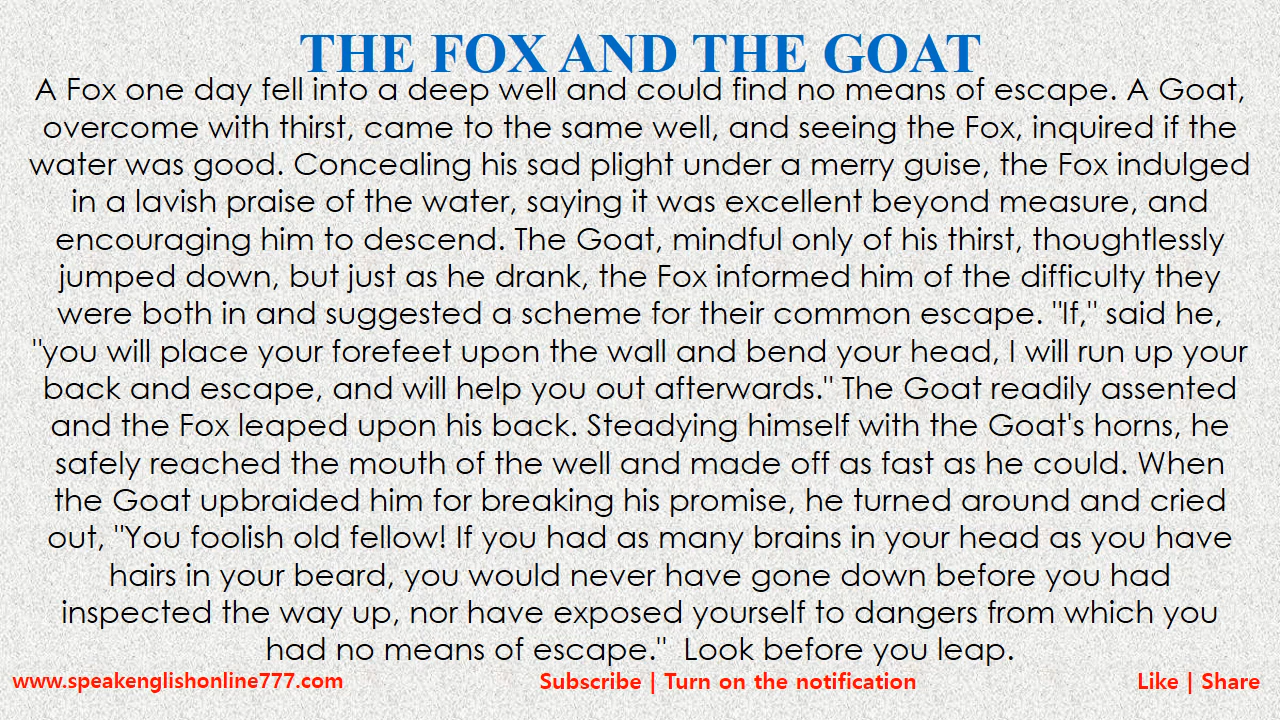 THE FOX AND THE GOAT
A Fox one day fell into a deep well and could find no means of escape. A Goat,
overcome with thirst, came to the same well, and seeing the Fox, inquired if the
water was good. Concealing his sad plight under a merry guise, the Fox indulged
in a lavish praise of the water, saying it was excellent beyond measure, and
encouraging him to descend. The Goat, mindful only of his thirst, thoughtlessly
jumped down, but just as he drank, the Fox informed him of the difficulty they
were both in and suggested a scheme for their common escape. "If," said he,
"you will place your forefeet upon the wall and bend your head, I will run up your
back and escape, and will help you out afterwards." The Goat readily assented
and the Fox leaped upon his back. Steadying himself with the Goat's horns, he
safely reached the mouth of the well and made off as fast as he could. When
the Goat upbraided him for breaking his promise, he turned around and cried
out, "You foolish old fellow! If you had as many brains in your head as you have
hairs in your beard, you would never have gone down before you had
inspected the way up, nor have exposed yourself to dangers from which you
had no means of escape."  Look before you leap.
www.speakenglishonline777.com
Subscribe | Turn on the notification
Like | Share